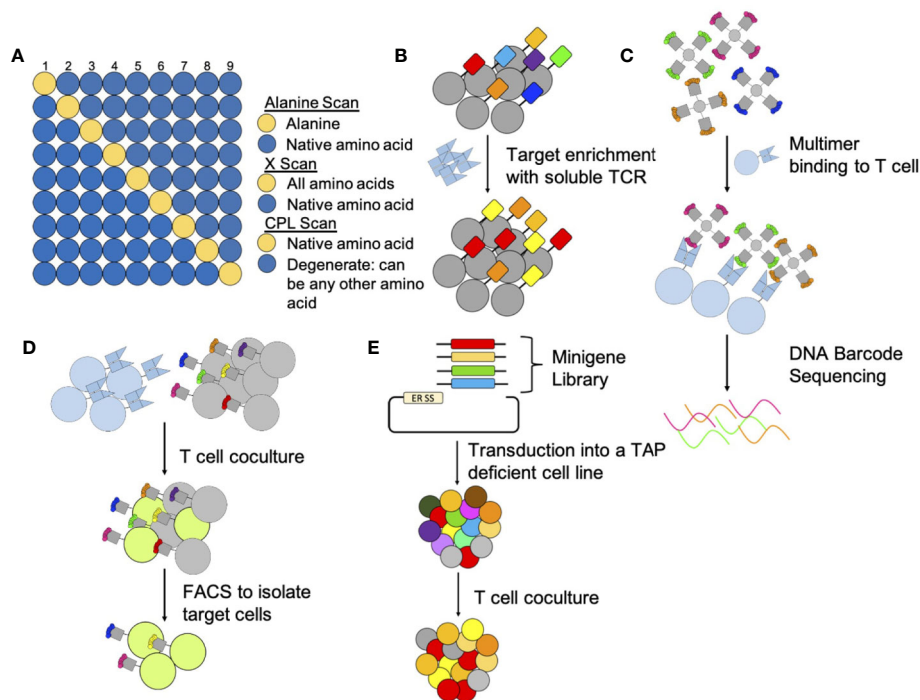 A
1 2 3 4 5 6 7 8 9
Alanine Scan
Alanine
Native amino acid
X Scan
All amino acids
Native amino acid
CPL Scan
Native amino acid
Degenerate: can
be any other amino
acid
B
Target enrichment
with soluble TCR
C
Multimer
binding to T cell
DNA Barcode
Sequencing
D
T cell coculture
FACS to isolate
target cells
E
Minigene
Library
ER SS
Transduction into a TAP
deficient cell line
T cell coculture